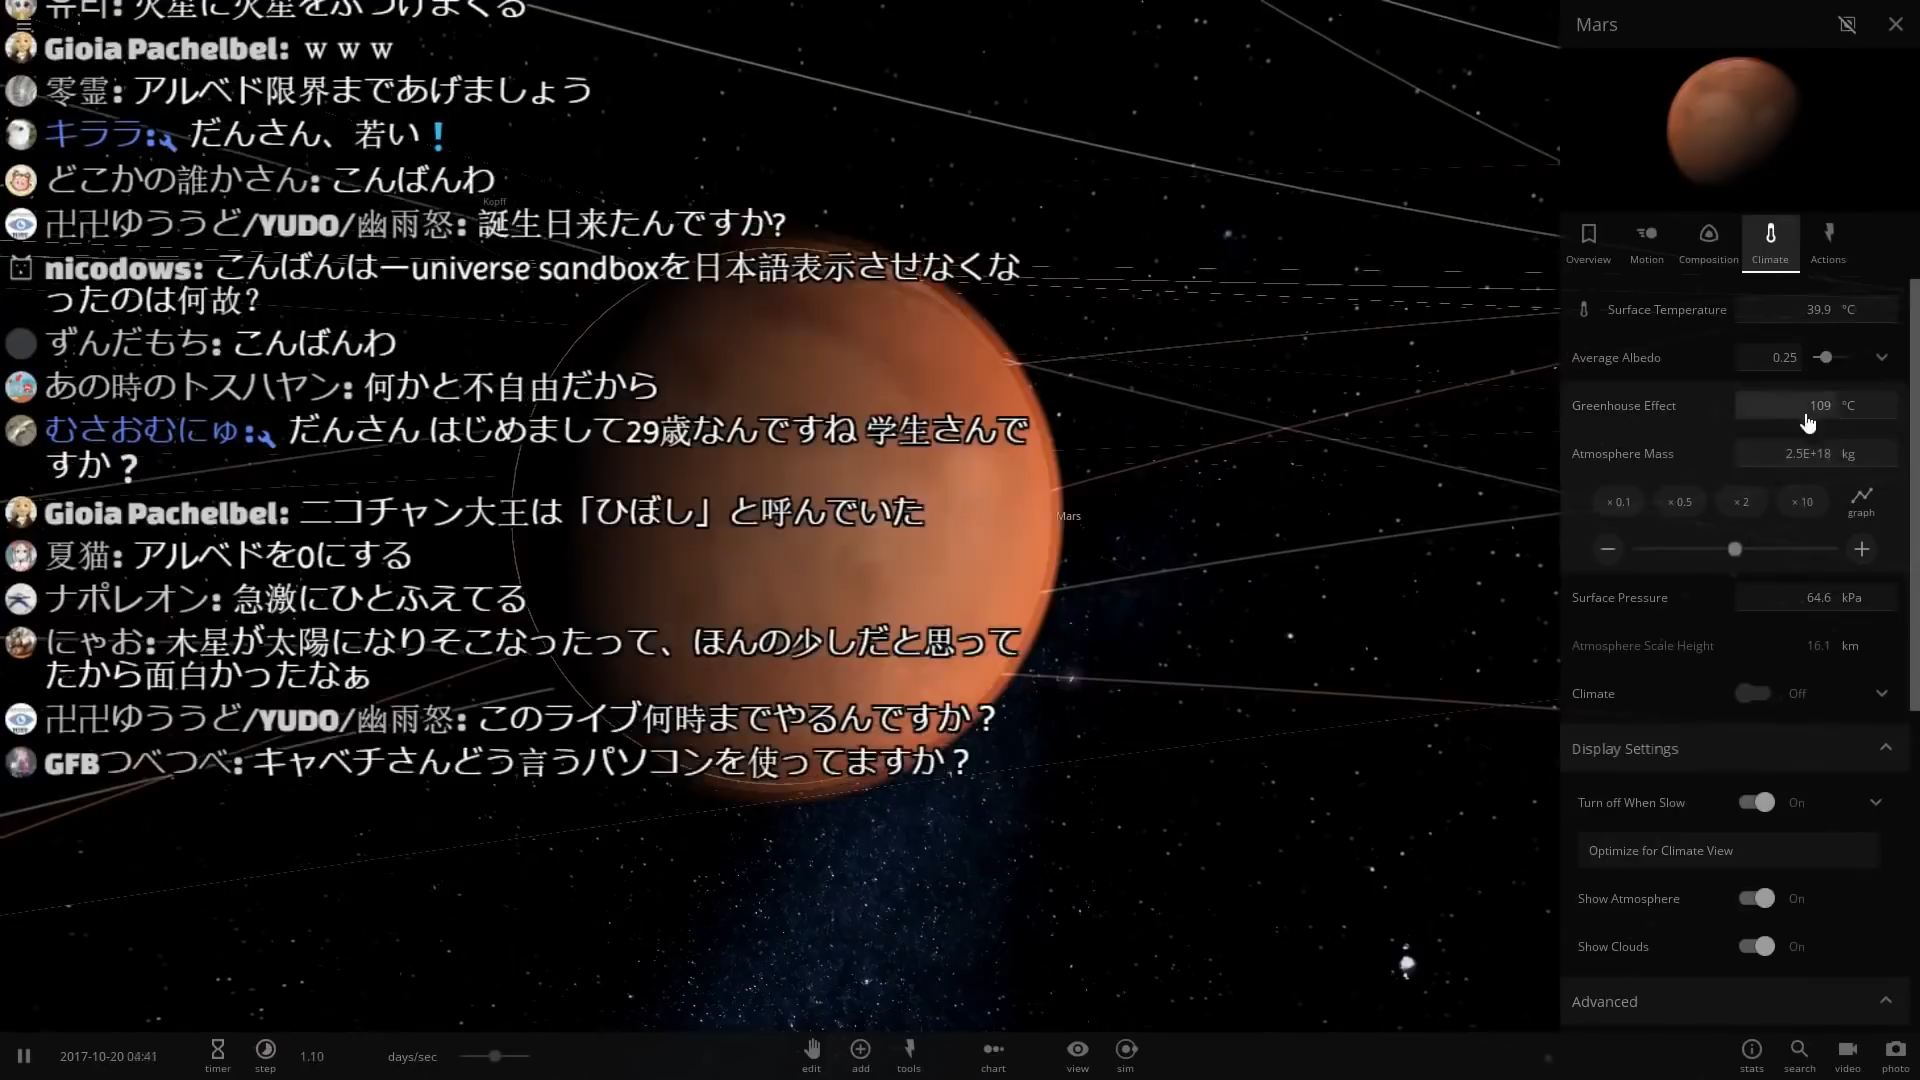 火星に火星をぶつけまくる
Gioia Pachelbel: ｗｗｗ
零霊: アルベド限界まであげましょう
キララ: だんさん、若い！
どこかの誰かさん: こんばんわ
Kopff
卍卍ゆううど/YUDO/幽雨怒: 誕生日来たんですか?
nicodows: こんばんはーuniverse sandboxを日本語表示させなくな
ったのは何故?
ずんだもち: こんばんわ
あの時のトスハヤン: 何かと不自由だから
むさおむにゅ: だんさん はじめまして29歳なんですね 学生さんで
すか？
Gioia Pachelbel: 二コチャン大王は「ひぼし」と呼んでいた
夏猫: アルベドを0にする
ナポレオン: 急激にひとふえてる
にゃお: 木星が太陽になりそこなったって、ほんの少しだと思って
たから面白かったなぁ
卍卍ゆううど/YUDO/幽雨怒: このライブ何時までやるんですか？
GFBつべつべ: キャベチさんどう言うパソコンを使ってますか？
Mars
Mars
Overview Motion Composition Climate Actions
Surface Temperature 39.9 °C
Average Albedo 0.25
Greenhouse Effect 109 °C
Atmosphere Mass 2.5E+18 kg
× 0.1 × 0.5 × 2 × 10 graph
Surface Pressure 64.6 kPa
Atmosphere Scale Height 16.1 km
Climate Off
Display Settings
Turn off When Slow On
Optimize for Climate View
Show Atmosphere On
Show Clouds On
Advanced
2017-10-20 04:41 timer step 1.10 days/sec edit add tools chart view sim stats search video photo